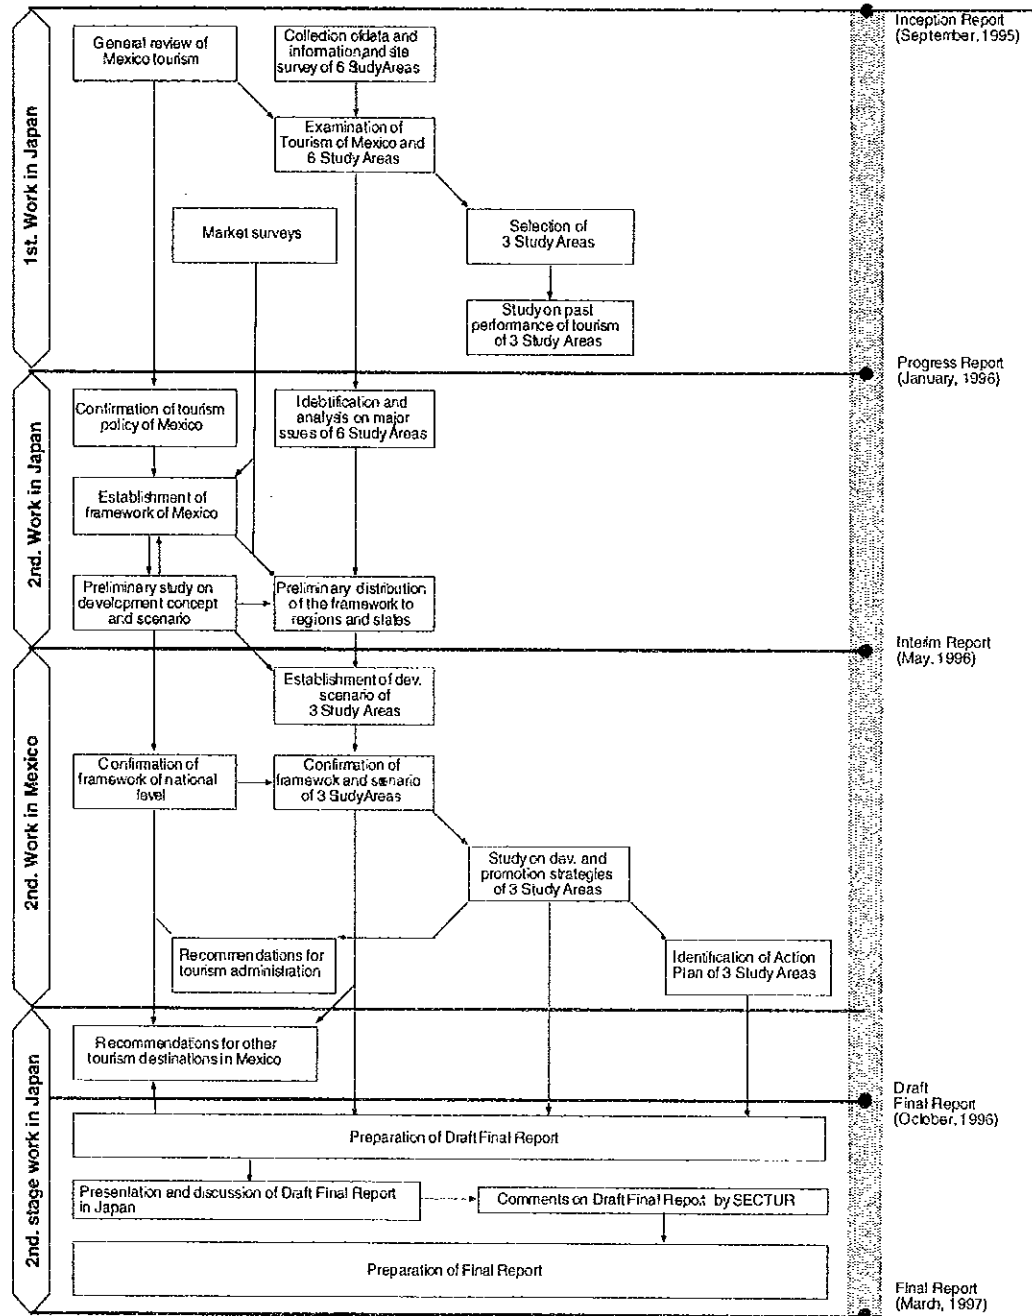 1st. Work in Japan
General review of
Mexico tourism
Collection ofdata and
information and site
survey of 6 Study Areas
Inception Report
(September, 1995)
Examination of
Tourism of Mexico and
6 Study Areas
Market surveys
Selection of
3 Study Areas
Study on past
performance of tourism
of 3 Study Areas
Progress Report
(January, 1996)
2nd. Work in Japan
Confirmation of tourism
policy of Mexico
Idebtification and
analysis on major
issues of 6 Study Areas
Establishment of
framework of Mexico
Preliminary study on
development concept
and scenario
Preliminary distribution
of the framework to
regions and states
Interim Report
(May, 1996)
2nd. Work in Mexico
Establishment of dev.
scenario of
3 Study Areas
Confirmation of
framework of national
level
Confirmation of
framewok and scenario
of 3 Study Areas
Study on dev. and
promotion strategies
of 3 Study Areas
Recommendations for
tourism administration
Identification of Action
Plan of 3 Study Areas
2nd. stage work in Japan
Recommendations for other
tourism destinations in Mexico
Draft
Final Report
(October, 1996)
Preparation of Draft Final Report
Presentation and discussion of Draft Final Report
in Japan
Comments on Draft Final Report by SECTUR
Preparation of Final Report
Final Report
(March, 1997)